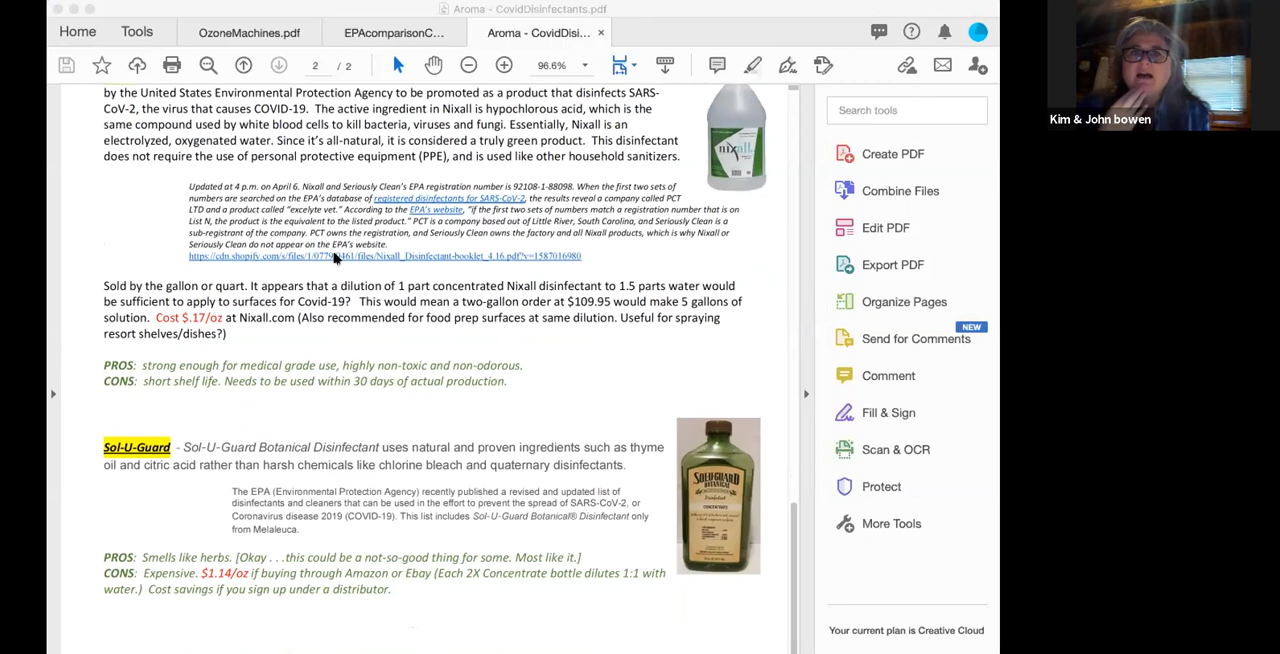 Aroma - CovidDisinfectants.pdf
Home
Tools
OzoneMachines.pdf
EPAcomparisonC...
Aroma - CovidDisi...
×
2 / 2
96.6%
by the United States Environmental Protection Agency to be promoted as a product that disinfects SARS-
CoV-2, the virus that causes COVID-19. The active ingredient in Nixall is hypochlorous acid, which is the
same compound used by white blood cells to kill bacteria, viruses and fungi. Essentially, Nixall is an
electrolyzed, oxygenated water. Since it's all-natural, it is considered a truly green product. This disinfectant
does not require the use of personal protective equipment (PPE), and is used like other household sanitizers.
nixall
Updated at 4 p.m. on April 6. Nixall and Seriously Clean's EPA registration number is 92108-1-88098. When the first two sets of
numbers are searched on the EPA's database of registered disinfectants for SARS-CoV-2, the results reveal a company called PCT
LTD and a product called "excelyte vet." According to the EPA's website, "if the first two sets of numbers match a registration number that is on
List N, the product is the equivalent to the listed product." PCT is a company based out of Little River, South Carolina, and Seriously Clean is a
sub-registrant of the company. PCT owns the registration, and Seriously Clean owns the factory and all Nixall products, which is why Nixall or
Seriously Clean do not appear on the EPA's website.
Sold by the gallon or quart. It appears that a dilution of 1 part concentrated Nixall disinfectant to 1.5 parts water would
be sufficient to apply to surfaces for Covid-19? This would mean a two-gallon order at $109.95 would make 5 gallons of
solution. Cost $.17/oz at Nixall.com (Also recommended for food prep surfaces at same dilution. Useful for spraying
resort shelves/dishes?)
PROS: strong enough for medical grade use, highly non-toxic and non-odorous.
CONS: short shelf life. Needs to be used within 30 days of actual production.
Sol-U-Guard - Sol-U-Guard Botanical Disinfectant uses natural and proven ingredients such as thyme
oil and citric acid rather than harsh chemicals like chlorine bleach and quaternary disinfectants.
The EPA (Environmental Protection Agency) recently published a revised and updated list of
disinfectants and cleaners that can be used in the effort to prevent the spread of SARS-CoV-2, or
Coronavirus disease 2019 (COVID-19). This list includes Sol-U-Guard Botanical® Disinfectant only
from Melaleuca.
SOL-U-GUARD
BOTANICAL
PROS: Smells like herbs. [Okay . . .this could be a not-so-good thing for some. Most like it.]
CONS: Expensive. $1.14/oz if buying through Amazon or Ebay (Each 2X Concentrate bottle dilutes 1:1 with
water.) Cost savings if you sign up under a distributor.
Search tools
Create PDF
Combine Files
Edit PDF
Export PDF
Organize Pages
NEW
Send for Comments
Comment
Fill & Sign
Scan & OCR
Protect
More Tools
Your current plan is Creative Cloud
Kim & John bowen